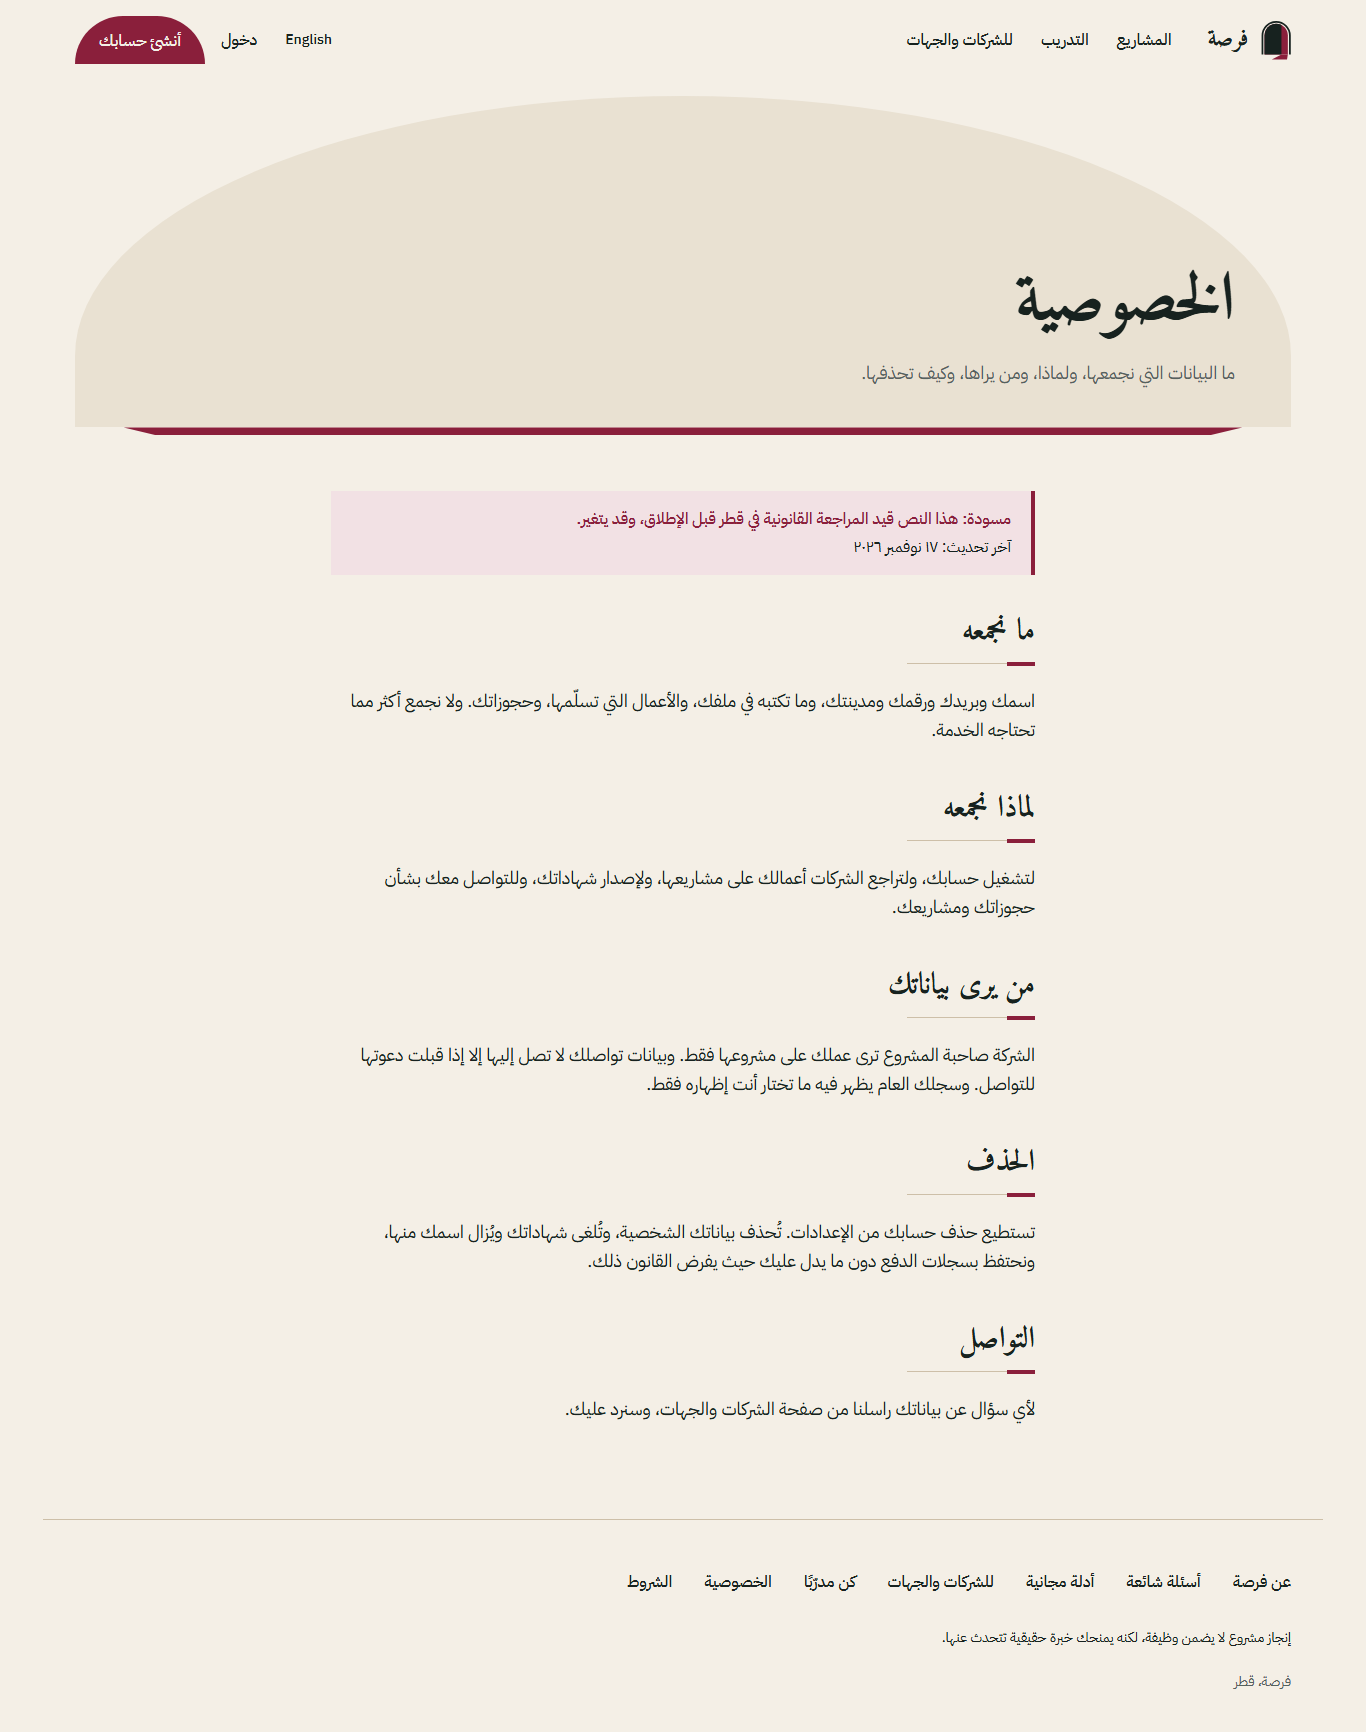 فرصة
المشاريع
التدريب
للشركات والجهات
English
دخول
أنشئ حسابك
الخصوصية
ما البيانات التي نجمعها، ولماذا، ومن يراها، وكيف تحذفها.
مسودة: هذا النص قيد المراجعة القانونية في قطر قبل الإطلاق، وقد يتغير.
آخر تحديث: ١٧ نوفمبر ٢٠٢٦
ما نجمعه
اسمك وبريدك ورقمك ومدينتك، وما تكتبه في ملفك، والأعمال التي تسلّمها، وحجوزاتك. ولا نجمع أكثر مما
تحتاجه الخدمة.
لماذا نجمعه
لتشغيل حسابك، ولتراجع الشركات أعمالك على مشاريعها، ولإصدار شهاداتك، وللتواصل معك بشأن
حجوزاتك ومشاريعك.
من يرى بياناتك
الشركة صاحبة المشروع ترى عملك على مشروعها فقط. وبيانات تواصلك لا تصل إليها إلا إذا قبلت دعوتها
للتواصل. وسجلك العام يظهر فيه ما تختار أنت إظهاره فقط.
الحذف
تستطيع حذف حسابك من الإعدادات. تُحذف بياناتك الشخصية، وتُلغى شهاداتك ويُزال اسمك منها،
ونحتفظ بسجلات الدفع دون ما يدل عليك حيث يفرض القانون ذلك.
التواصل
لأي سؤال عن بياناتك راسلنا من صفحة الشركات والجهات، وسنرد عليك.
عن فرصة
أسئلة شائعة
أدلة مجانية
للشركات والجهات
كن مدرّبًا
الخصوصية
الشروط
إنجاز مشروع لا يضمن وظيفة، لكنه يمنحك خبرة حقيقية تتحدث عنها.
فرصة، قطر